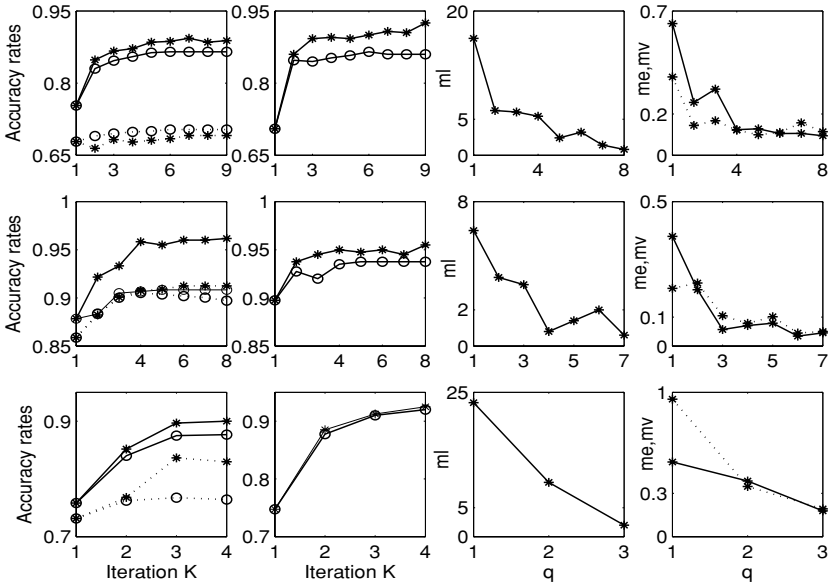 Accuracy rates
0.95
0.8
0.65
1 3 6 9
0.95
0.8
0.65
1 3 6 9
ml
20
5
0
1 4 8
me,mv
0.7
0.2
0
1 4 8
Accuracy rates
1
0.95
0.9
0.85
1 4 6 8
1
0.95
0.9
0.85
1 4 6 8
ml
8
2
0
1 3 5 7
me,mv
0.5
0.1
0
1 3 5 7
Accuracy rates
0.9
0.7
1 2 3 4
Iteration K
0.9
0.7
1 2 3 4
Iteration K
ml
25
5
0
1 2 3
q
me,mv
1
0.3
0
1 2 3
q